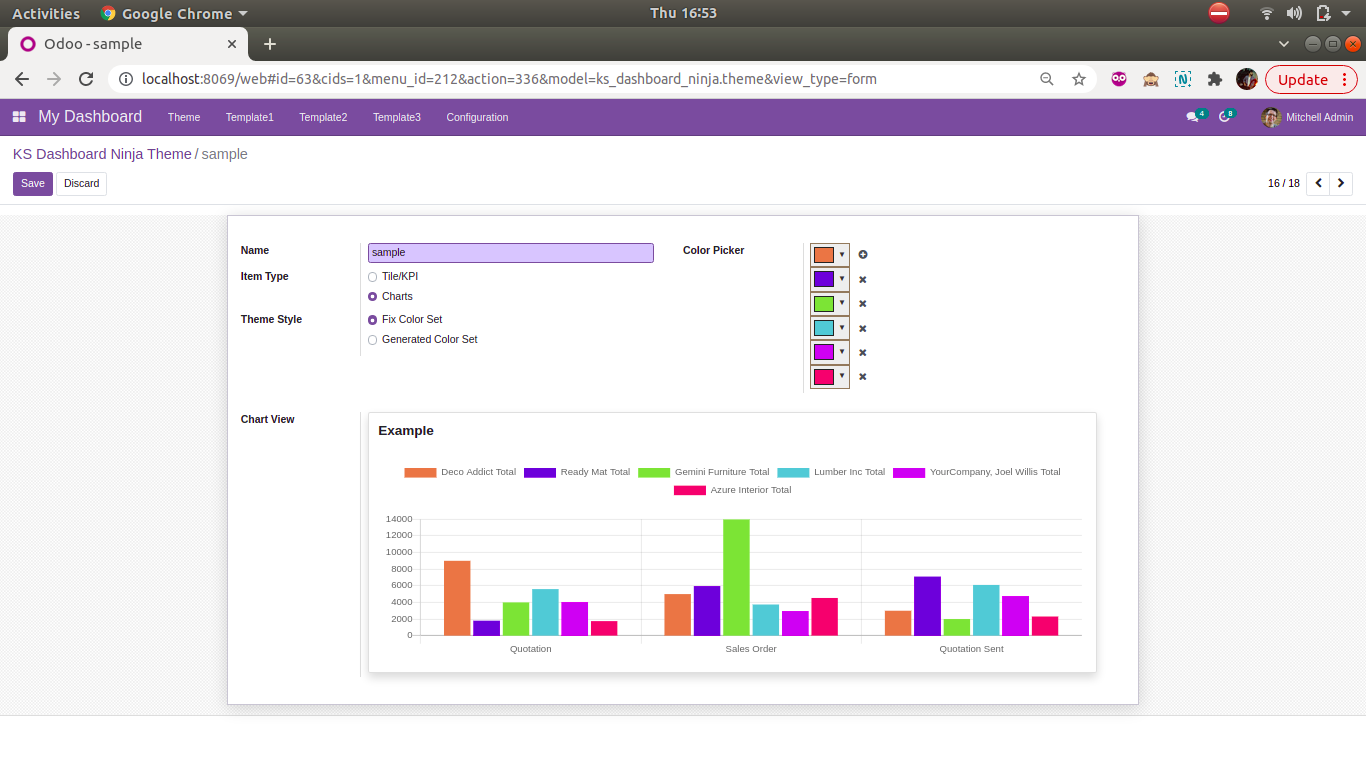 Activities Google Chrome Thu 16:53
Odoo - sample
localhost:8069/web#id=63&cids=1&menu_id=212&action=336&model=ks_dashboard_ninja.theme&view_type=form Update
My Dashboard Theme Template1 Template2 Template3 Configuration 4 8 Mitchell Admin
KS Dashboard Ninja Theme / sample
Save Discard 16 / 18
Name sample Color Picker
Item Type Tile/KPI
Charts
Theme Style Fix Color Set
Generated Color Set
Chart View
Example
Deco Addict Total Ready Mat Total Gemini Furniture Total Lumber Inc Total YourCompany, Joel Willis Total
Azure Interior Total
14000
12000
10000
8000
6000
4000
2000
0
Quotation Sales Order Quotation Sent